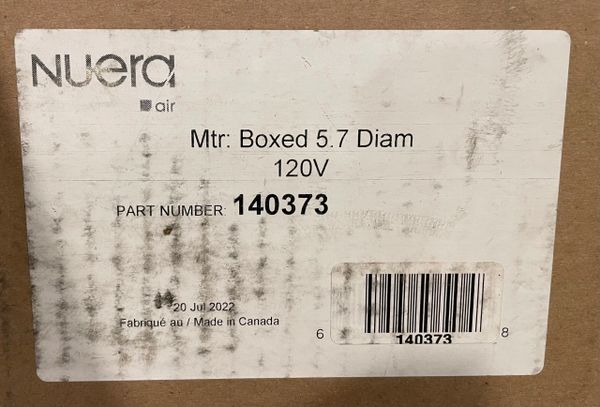 NUera
air
Mtr: Boxed 5.7 Diam
120V
PART NUMBER: 140373
20 Jul 2022
Fabriqué au / Made in Canada
6 8
140373